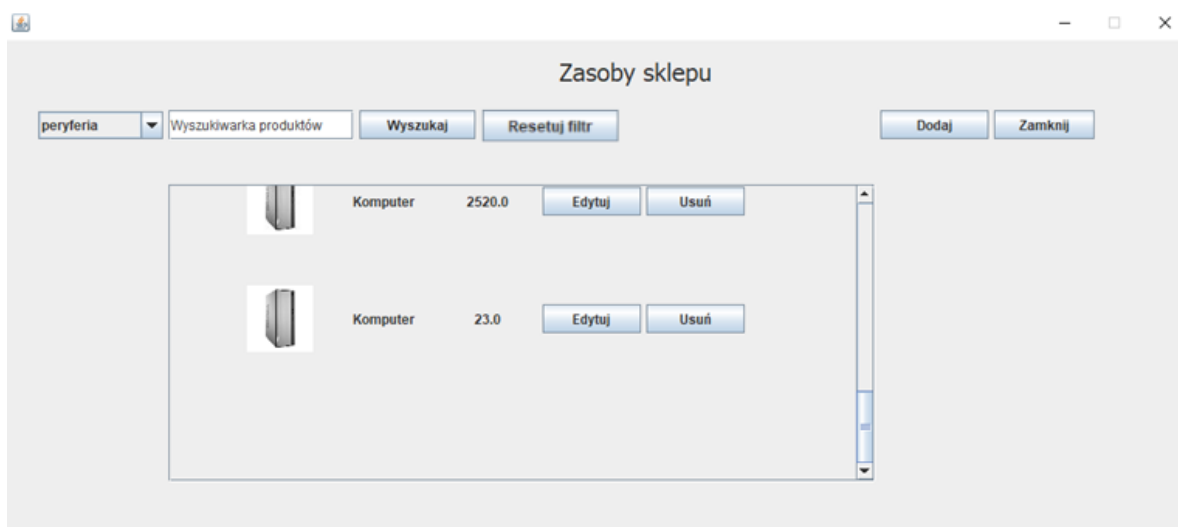 Zasoby sklepu
peryferia Wyszukiwarka produktów Wyszukaj Resetuj filtr Dodaj Zamknij
Komputer 2520.0 Edytuj Usuń
Komputer 23.0 Edytuj Usuń